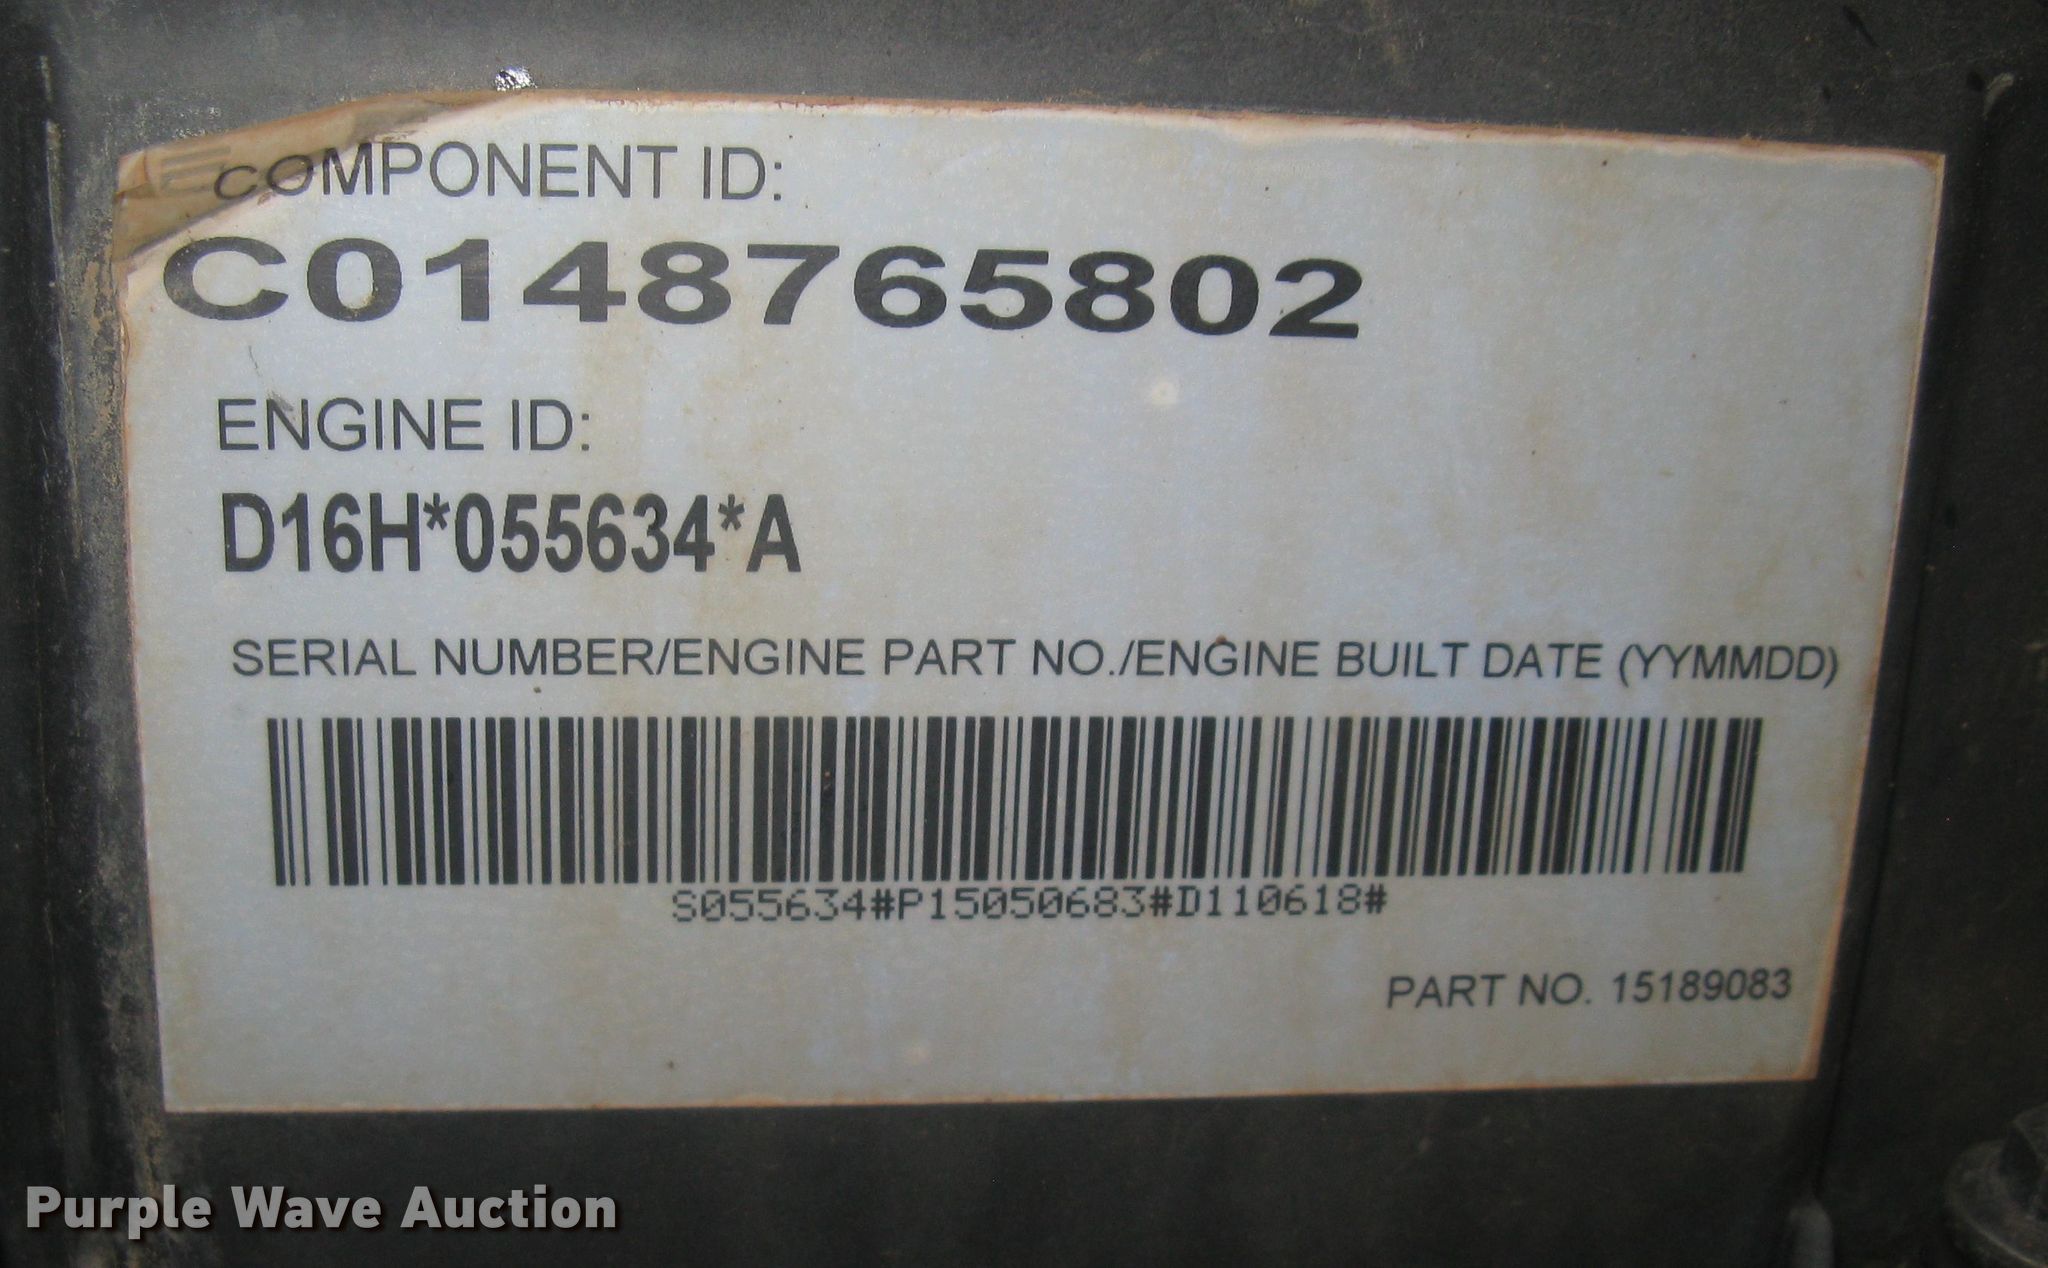 COMPONENT ID:
C0148765802
ENGINE ID:
D16H*055634*A
SERIAL NUMBER/ENGINE PART NO./ENGINE BUILT DATE (YYMMDD)
S055634#P15050683#D110618#
PART NO. 15189083
Purple Wave Auction